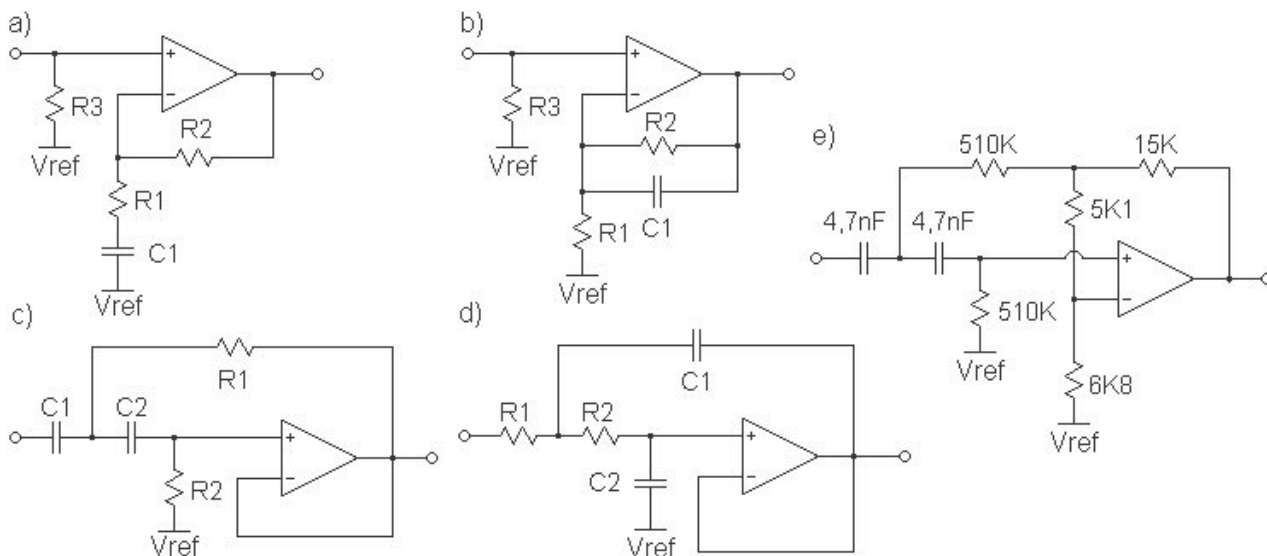 a)
+
−
R3
Vref
R2
R1
C1
Vref
b)
+
−
R3
Vref
R2
C1
R1
Vref
e)
510K
15K
4,7nF
4,7nF
5K1
+
−
510K
Vref
6K8
Vref
c)
R1
C1
C2
+
−
R2
Vref
d)
C1
R1
R2
+
−
C2
Vref